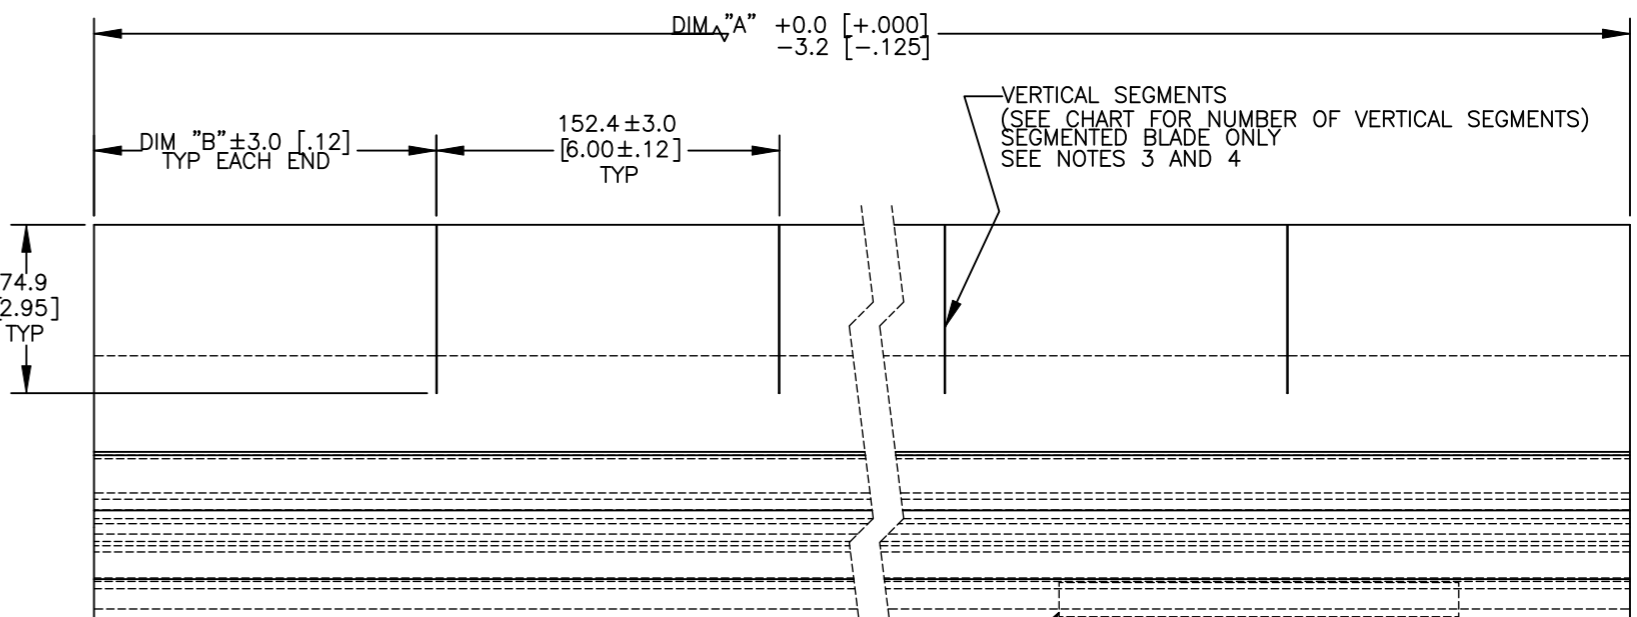 DIM "A" +0.0 [+.000]
-3.2 [-.125]
VERTICAL SEGMENTS
(SEE CHART FOR NUMBER OF VERTICAL SEGMENTS)
SEGMENTED BLADE ONLY
SEE NOTES 3 AND 4
DIM "B"±3.0 [.12]
TYP EACH END
152.4±3.0
[6.00±.12]
TYP
74.9
[2.95]
TYP